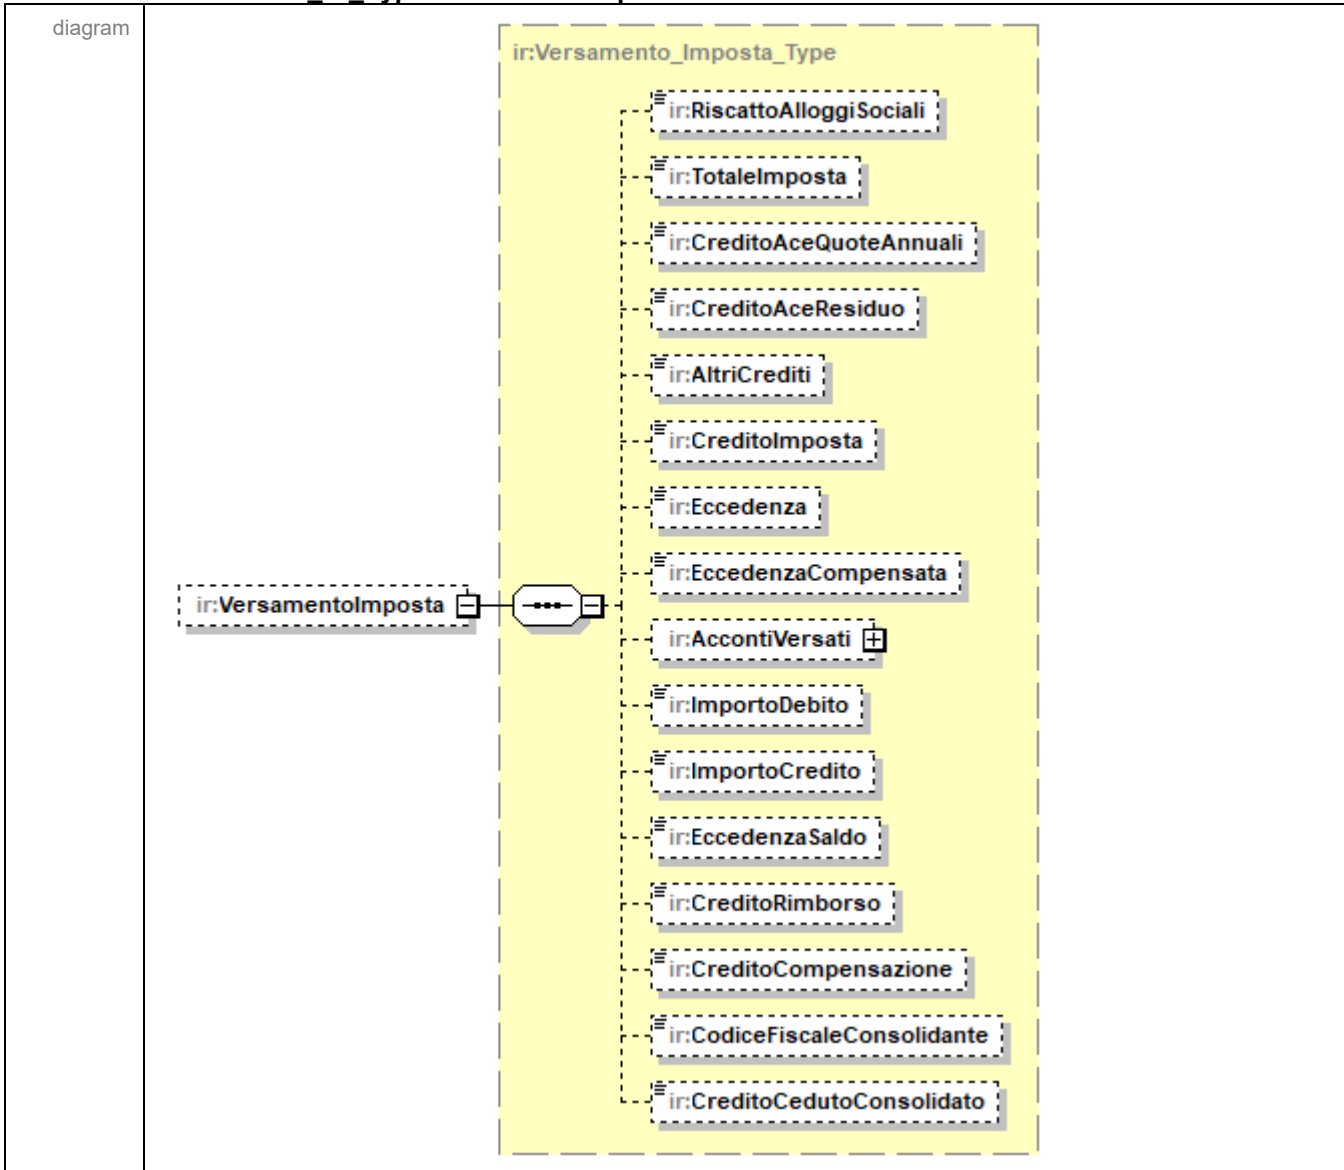 diagram
ir:Versamento_Imposta_Type
ir:RiscattoAlloggiSociali
ir:TotaleImposta
ir:CreditoAceQuoteAnnuali
ir:CreditoAceResiduo
ir:AltriCrediti
ir:CreditoImposta
ir:Eccedenza
ir:EccedenzaCompensata
ir:VersamentoImposta
ir:AccontiVersati
ir:ImportoDebito
ir:ImportoCredito
ir:EccedenzaSaldo
ir:CreditoRimborso
ir:CreditoCompensazione
ir:CodiceFiscaleConsolidante
ir:CreditoCedutoConsolidato